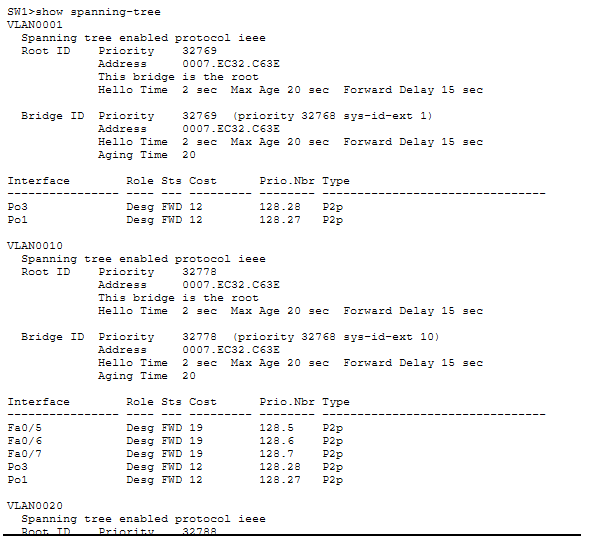 SW1>show spanning-tree
VLAN0001
  Spanning tree enabled protocol ieee
  Root ID    Priority    32769
             Address     0007.EC32.C63E
             This bridge is the root
             Hello Time  2 sec  Max Age 20 sec  Forward Delay 15 sec

  Bridge ID  Priority    32769  (priority 32768 sys-id-ext 1)
             Address     0007.EC32.C63E
             Hello Time  2 sec  Max Age 20 sec  Forward Delay 15 sec
             Aging Time  20

Interface        Role Sts Cost      Prio.Nbr Type
---------------- ---- --- --------- -------- --------------------------------
Po3              Desg FWD 12        128.28   P2p
Po1              Desg FWD 12        128.27   P2p

VLAN0010
  Spanning tree enabled protocol ieee
  Root ID    Priority    32778
             Address     0007.EC32.C63E
             This bridge is the root
             Hello Time  2 sec  Max Age 20 sec  Forward Delay 15 sec

  Bridge ID  Priority    32778  (priority 32768 sys-id-ext 10)
             Address     0007.EC32.C63E
             Hello Time  2 sec  Max Age 20 sec  Forward Delay 15 sec
             Aging Time  20

Interface        Role Sts Cost      Prio.Nbr Type
---------------- ---- --- --------- -------- --------------------------------
Fa0/5            Desg FWD 19        128.5    P2p
Fa0/6            Desg FWD 19        128.6    P2p
Fa0/7            Desg FWD 19        128.7    P2p
Po3              Desg FWD 12        128.28   P2p
Po1              Desg FWD 12        128.27   P2p

VLAN0020
  Spanning tree enabled protocol ieee
  Root ID    Priority    32788